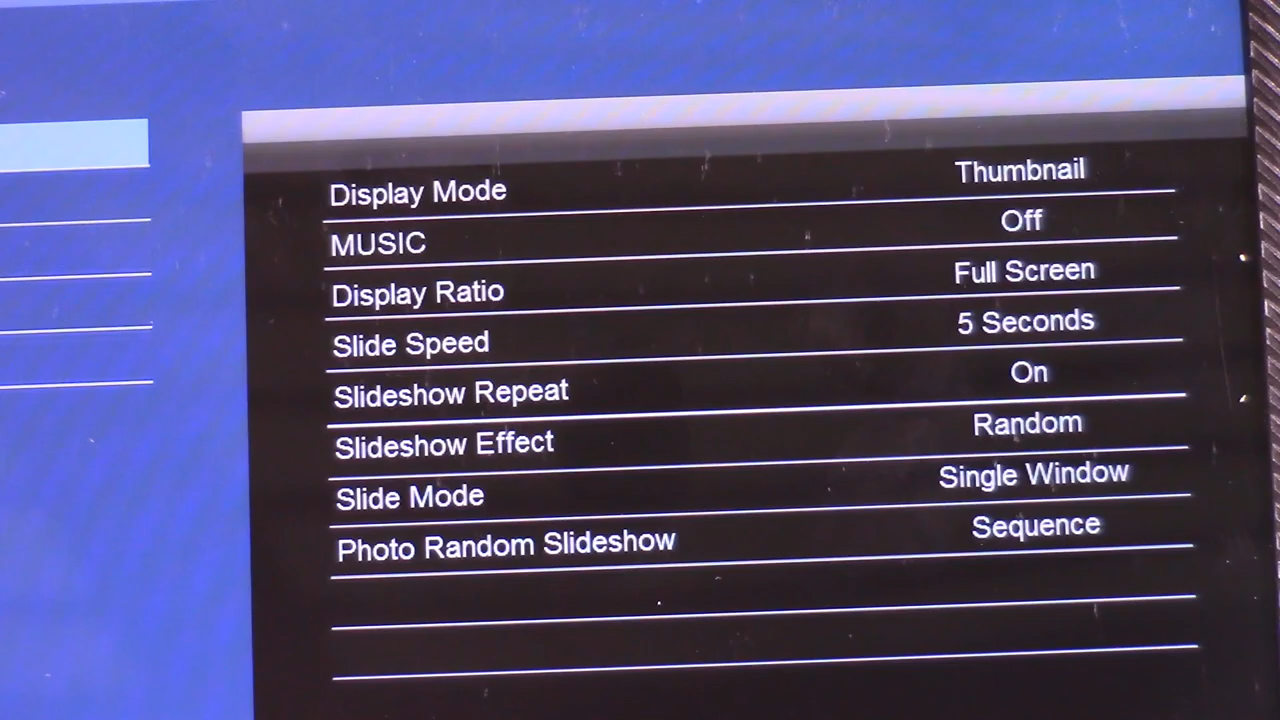 Display Mode Thumbnail
MUSIC Off
Display Ratio Full Screen
Slide Speed 5 Seconds
Slideshow Repeat On
Slideshow Effect Random
Slide Mode Single Window
Photo Random Slideshow Sequence